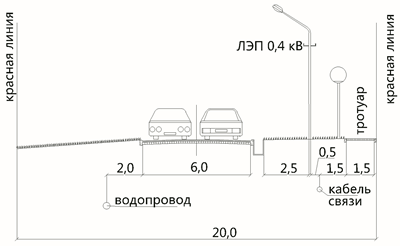 красная линия
ЛЭП 0,4 кВ
красная линия
тротуар
2,0
6,0
2,5
0,5
1,5
1,5
водопровод
кабель
связи
20,0